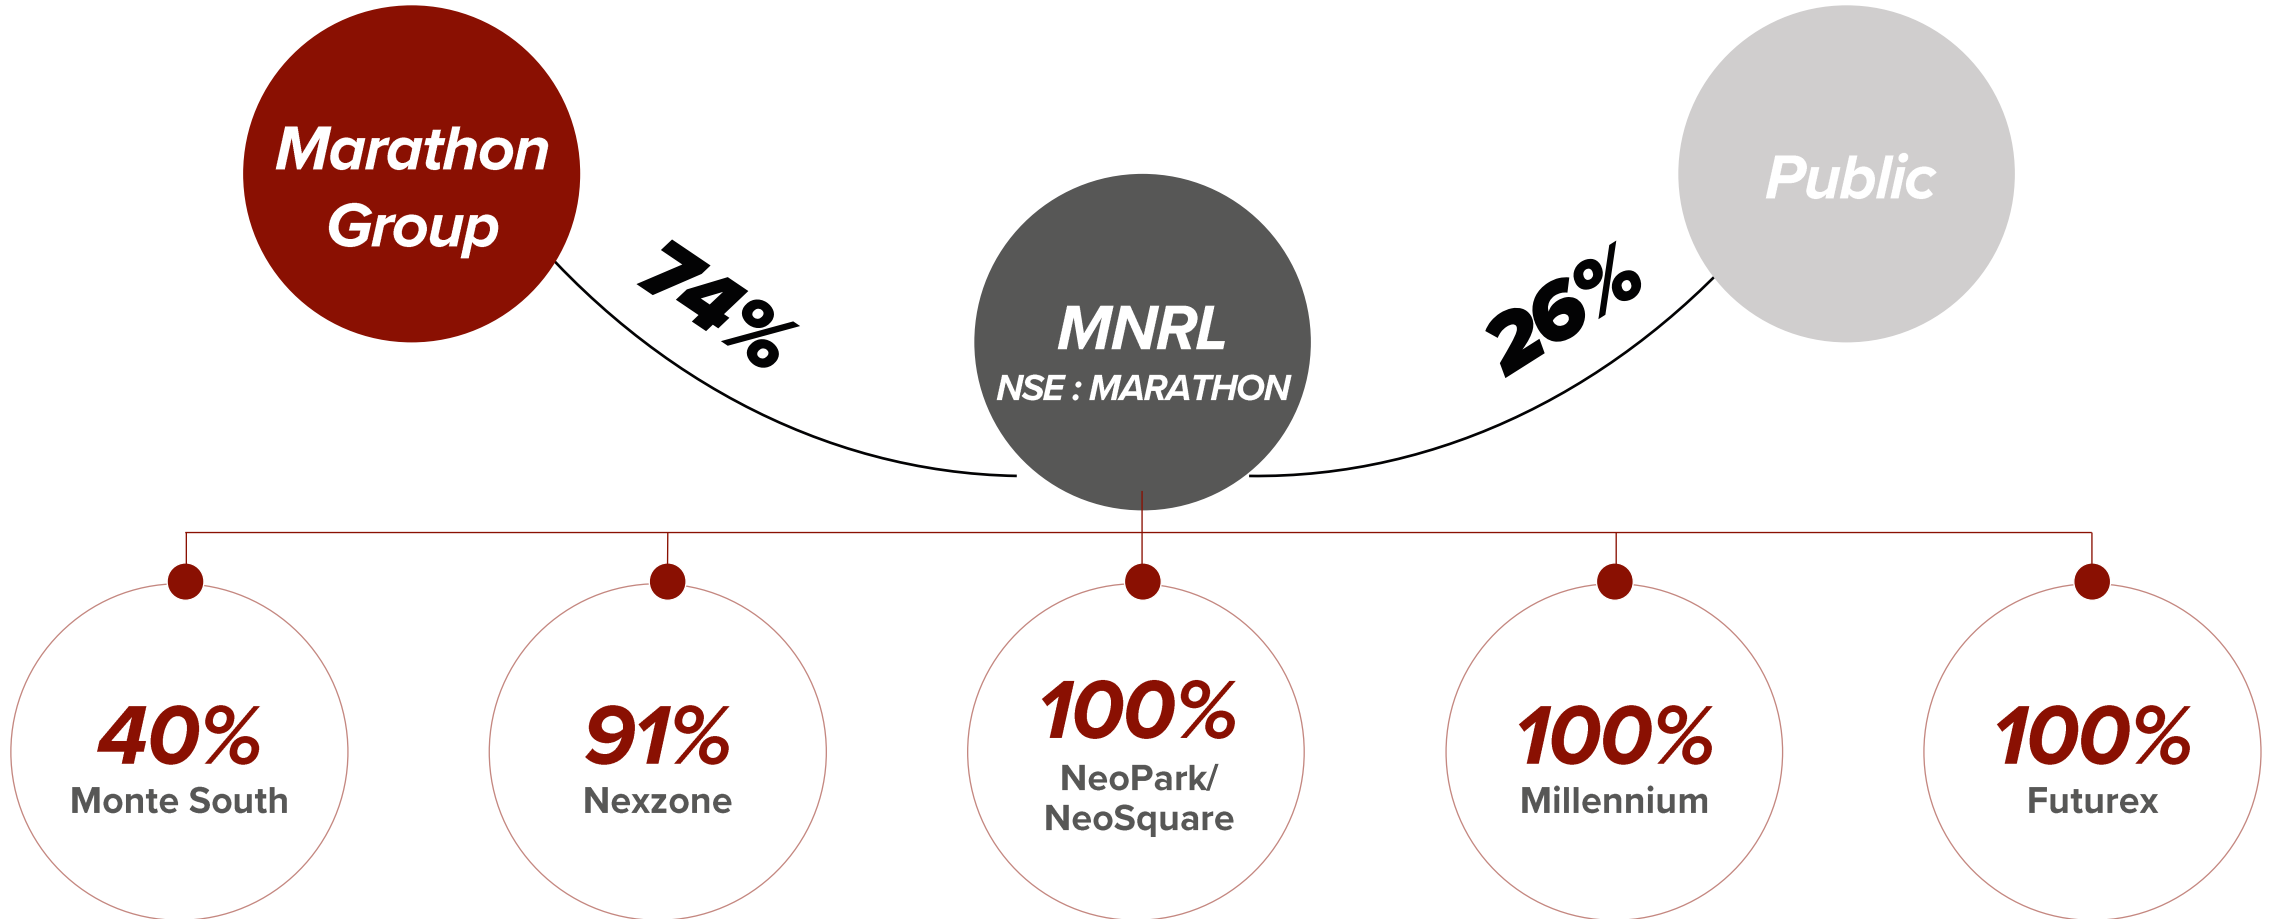 Marathon
Group
Public
74%
26%
MNRL
NSE : MARATHON
40%
Monte South
91%
Nexzone
100%
NeoPark/
NeoSquare
100%
Millennium
100%
Futurex